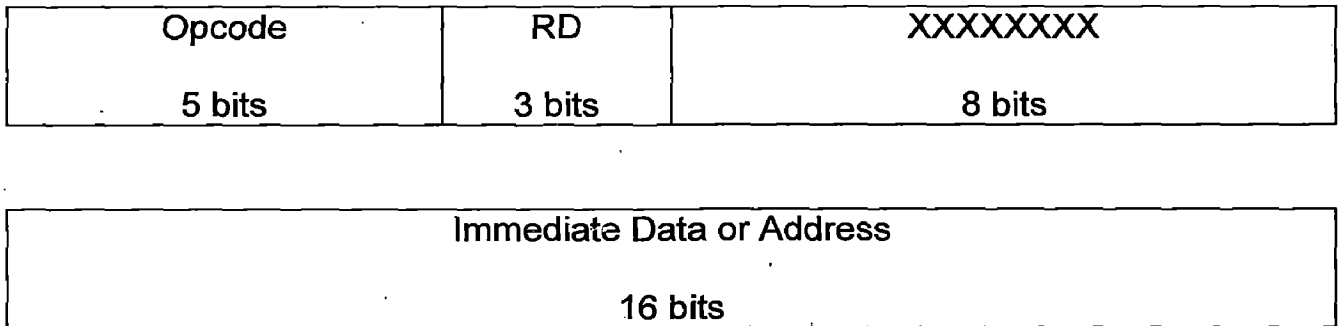 Opcode RD XXXXXXXX
5 bits 3 bits 8 bits
Immediate Data or Address
16 bits